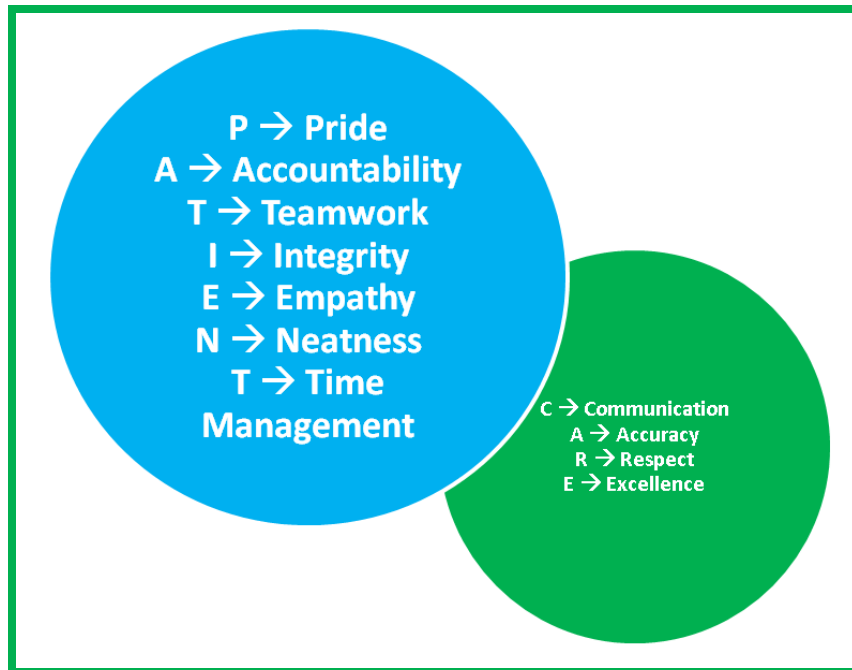 P → Pride
A → Accountability
T → Teamwork
I → Integrity
E → Empathy
N → Neatness
T → Time
Management
C → Communication
A → Accuracy
R → Respect
E → Excellence